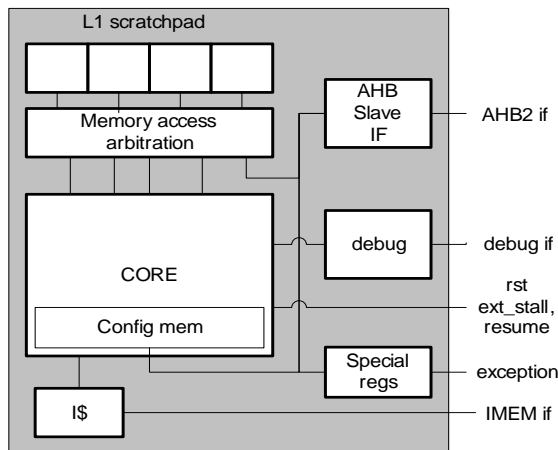 L1 scratchpad
Memory access
arbitration
AHB
Slave
IF
AHB2 if
CORE
Config mem
debug
debug if
rst
ext_stall,
resume
Special
regs
exception
I$
IMEM if